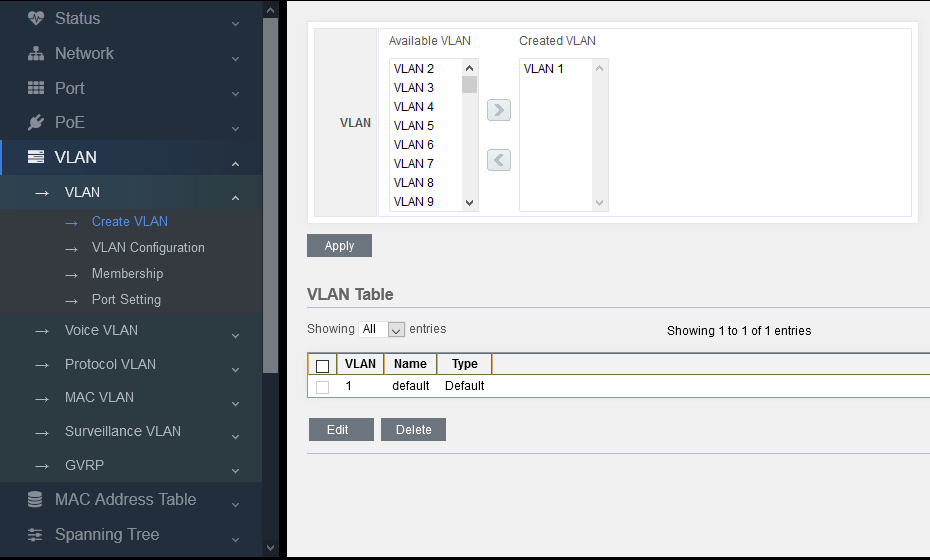 Status
Network
Port
PoE
VLAN
VLAN
Create VLAN
VLAN Configuration
Membership
Port Setting
Voice VLAN
Protocol VLAN
MAC VLAN
Surveillance VLAN
GVRP
MAC Address Table
Spanning Tree
Available VLAN Created VLAN
VLAN
VLAN 2
VLAN 3
VLAN 4
VLAN 5
VLAN 6
VLAN 7
VLAN 8
VLAN 9
VLAN 1
Apply
VLAN Table
Showing All entries Showing 1 to 1 of 1 entries
VLAN Name Type
1 default Default
Edit Delete